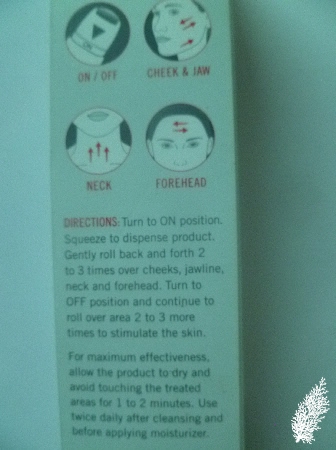 ON
ON / OFF
CHEEK & JAW
NECK
FOREHEAD
DIRECTIONS: Turn to ON position.
Squeeze to dispense product.
Gently roll back and forth 2
to 3 times over cheeks, jawline,
neck and forehead. Turn to
OFF position and continue to
roll over area 2 to 3 more
times to stimulate the skin.
For maximum effectiveness,
allow the product to dry and
avoid touching the treated
areas for 1 to 2 minutes. Use
twice daily after cleansing and
before applying moisturizer.